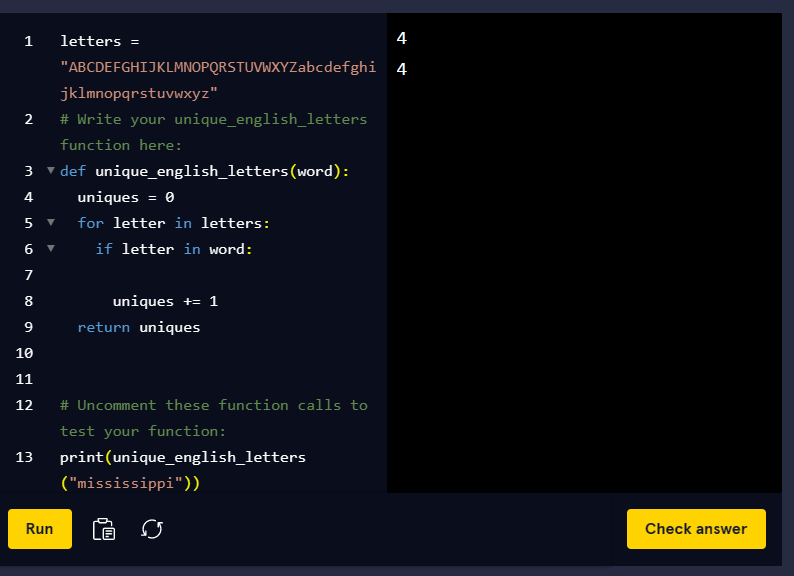 1 letters =
"ABCDEFGHIJKLMNOPQRSTUVWXYZabcdefghi
jklmnopqrstuvwxyz"
2 # Write your unique_english_letters
function here:
3 def unique_english_letters(word):
4 uniques = 0
5 for letter in letters:
6 if letter in word:
7
8 uniques += 1
9 return uniques
10
11
12 # Uncomment these function calls to
test your function:
13 print(unique_english_letters
("mississippi"))
4
4
Run
Check answer